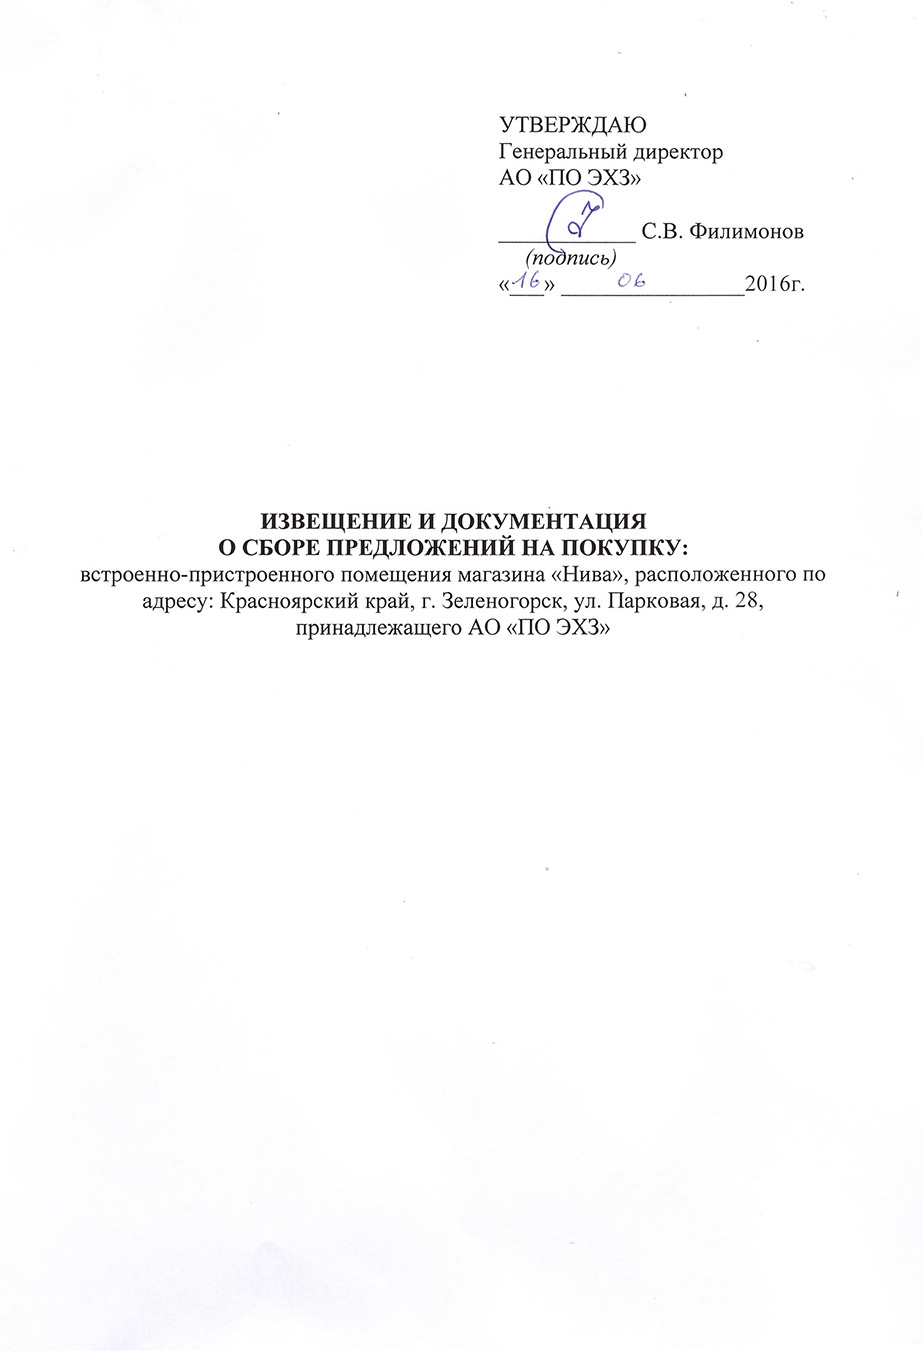 УТВЕРЖДАЮ
Генеральный директор
АО «ПО ЭХЗ»
____________ С.В. Филимонов
(подпись)
«16» 06 2016г.
ИЗВЕЩЕНИЕ И ДОКУМЕНТАЦИЯ
О СБОРЕ ПРЕДЛОЖЕНИЙ НА ПОКУПКУ:
встроенно-пристроенного помещения магазина «Нива», расположенного по
адресу: Красноярский край, г. Зеленогорск, ул. Парковая, д. 28,
принадлежащего АО «ПО ЭХЗ»